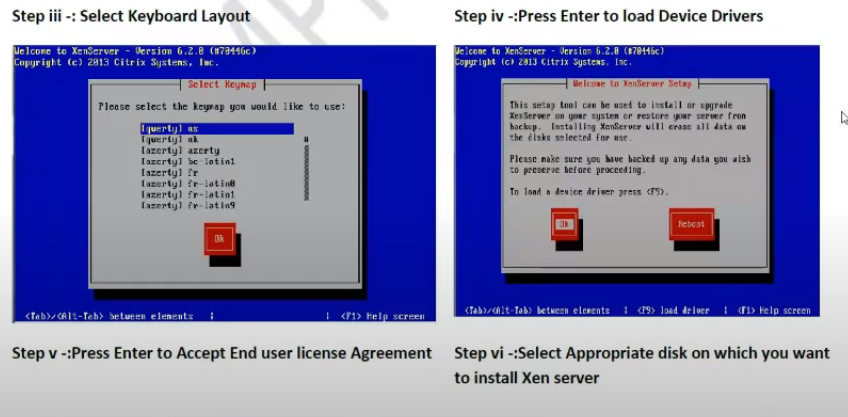 Step iii -: Select Keyboard Layout
Welcome to XenServer - Version 6.2.0 (#70446c)
Copyright (c) 2013 Citrix Systems, Inc.
Select Keymap
Please select the keymap you would like to use:
[qwerty] us
[qwerty] uk
[azerty] azerty
[azerty] be-latin1
[azerty] fr
[azerty] fr-latin0
[azerty] fr-latin1
[azerty] fr-latin9
Ok
<Tab>/<Alt-Tab> between elements | | <F1> Help screen
Step iv -:Press Enter to load Device Drivers
Welcome to XenServer - Version 6.2.0 (#70446c)
Copyright (c) 2013 Citrix Systems, Inc.
Welcome to XenServer Setup
This setup tool can be used to install or upgrade
XenServer on your system or restore your server from
backup. Installing XenServer will erase all data on
the disks selected for use.
Please make sure you have backed up any data you wish
to preserve before proceeding.
To load a device driver press <F9>.
Ok Reboot
<Tab>/<Alt-Tab> between elements | <F9> load driver | <F1> Help screen
Step v -:Press Enter to Accept End user license Agreement
Step vi -:Select Appropriate disk on which you want
to install Xen server